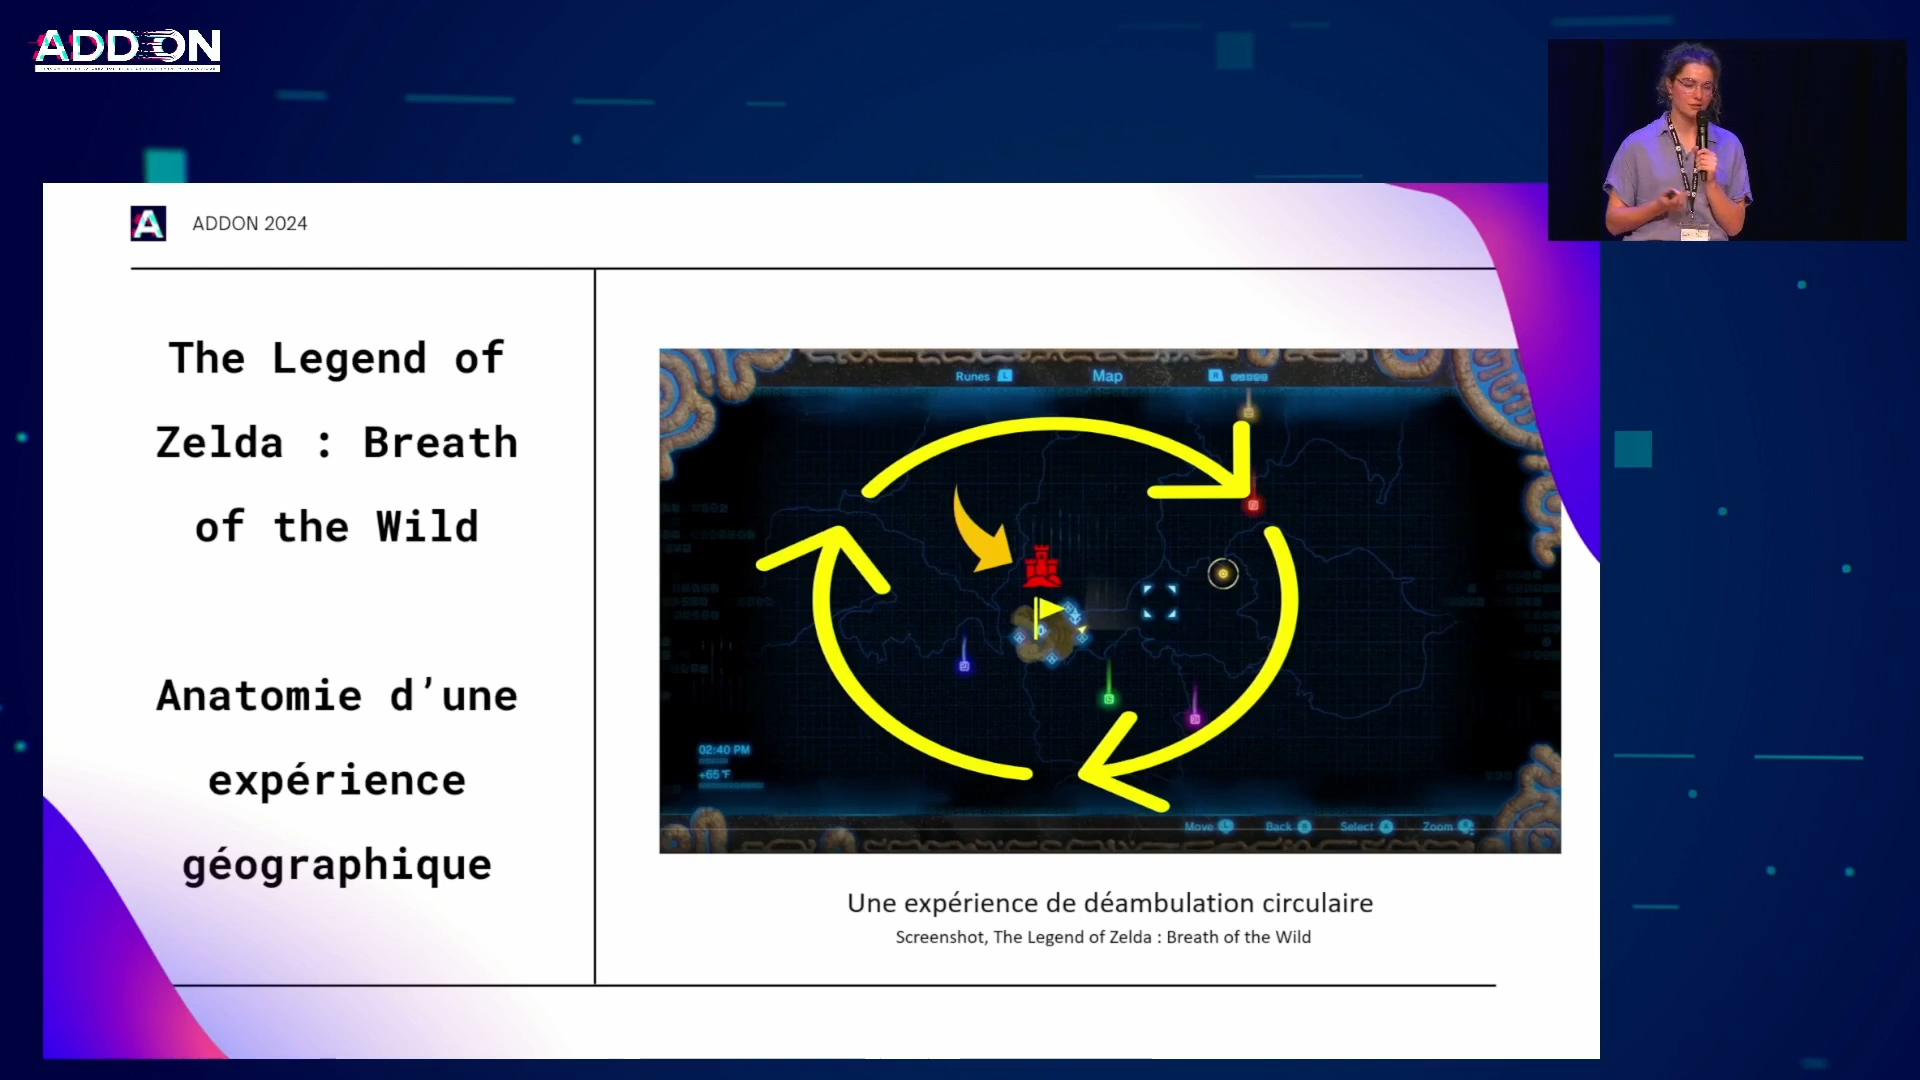 ADDON
ADDON 2024
The Legend of
Zelda : Breath
of the Wild
Anatomie d’une
expérience
géographique
Runes L
Map
R
02:40 PM
+65°F
Move L
Back B
Select A
Zoom R
Une expérience de déambulation circulaire
Screenshot, The Legend of Zelda : Breath of the Wild